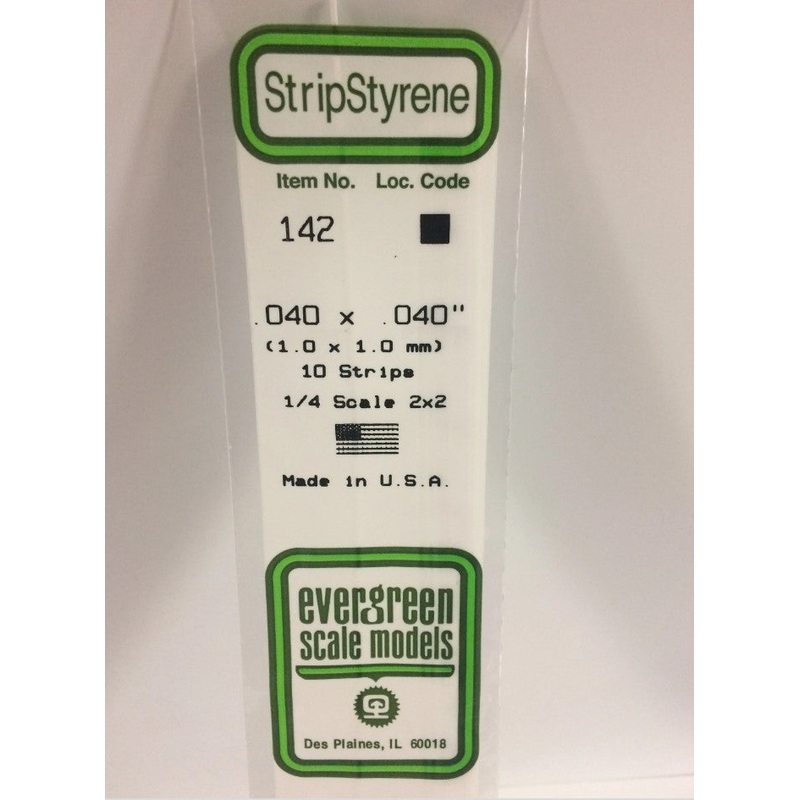 StripStyrene
Item No. Loc. Code
142
.040 x .040"
(1.0 x 1.0 mm)
10 Strips
1/4 Scale 2x2
Made in U.S.A.
evergreen
scale models
Des Plaines, IL 60018